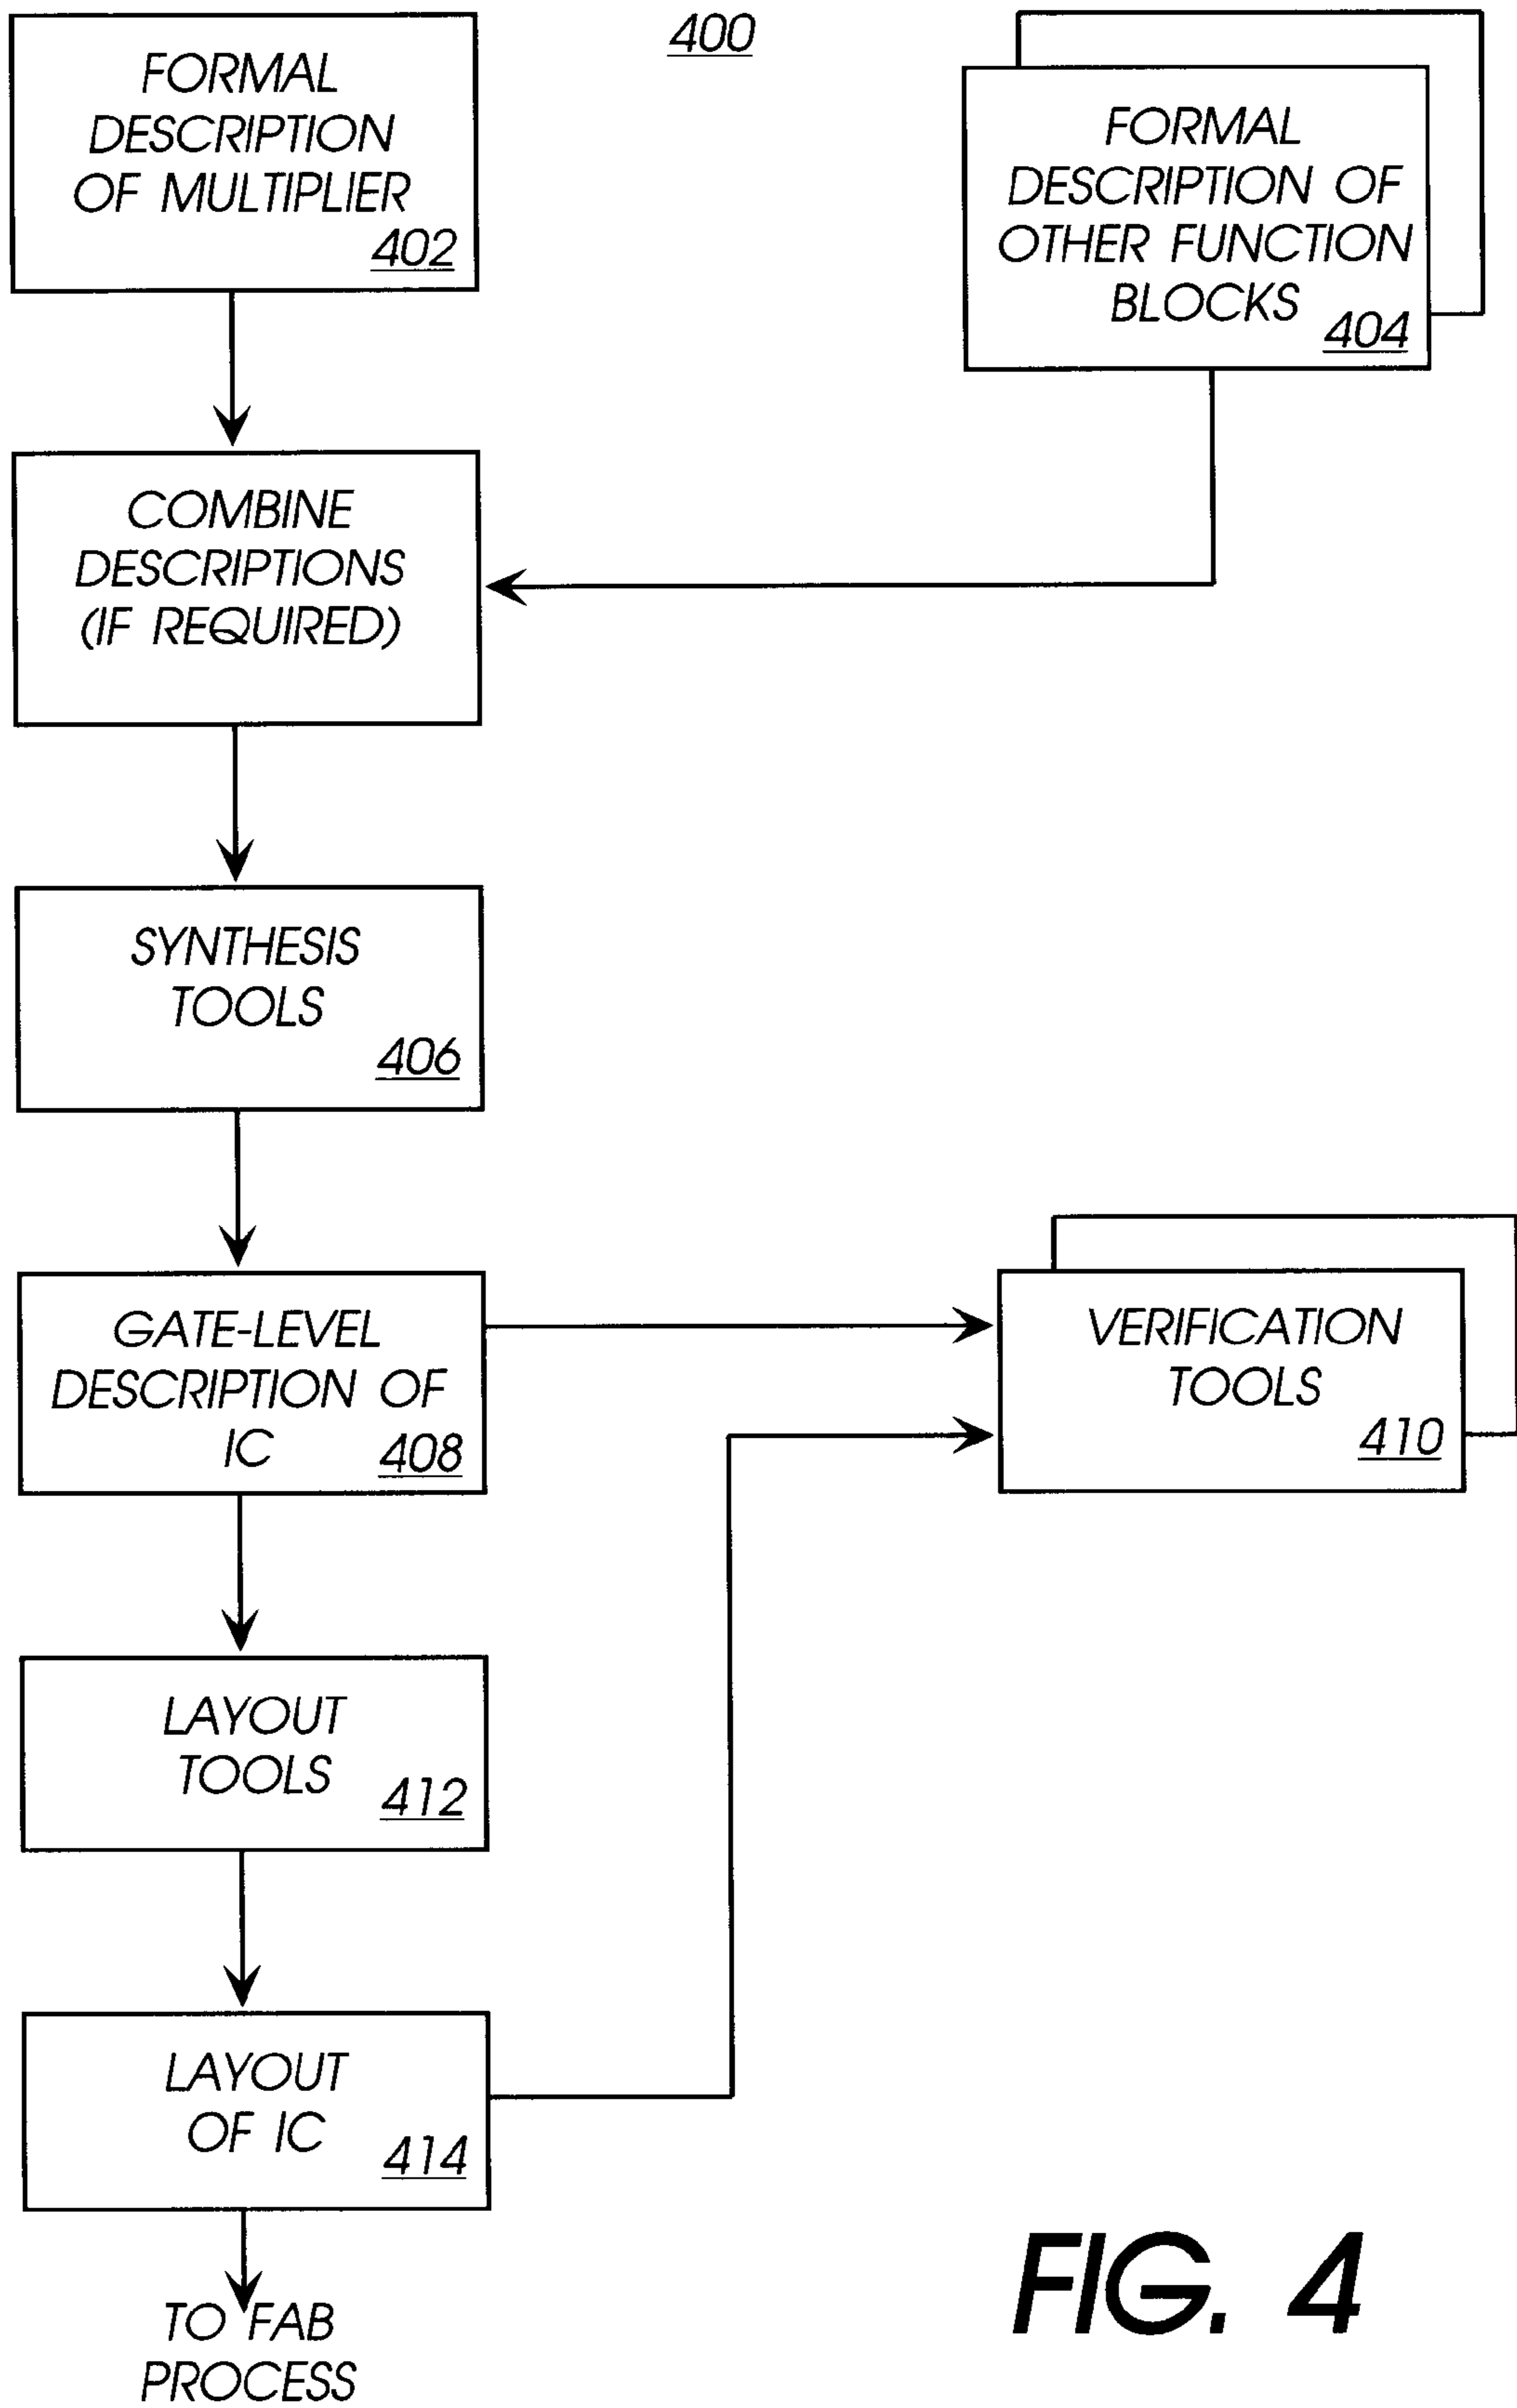 400
FORMAL
DESCRIPTION
OF MULTIPLIER
402
FORMAL
DESCRIPTION OF
OTHER FUNCTION
BLOCKS
404
COMBINE
DESCRIPTIONS
(IF REQUIRED)
SYNTHESIS
TOOLS
406
GATE-LEVEL
DESCRIPTION OF
IC
408
VERIFICATION
TOOLS
410
LAYOUT
TOOLS
412
LAYOUT
OF IC
414
TO FAB
PROCESS
FIG. 4